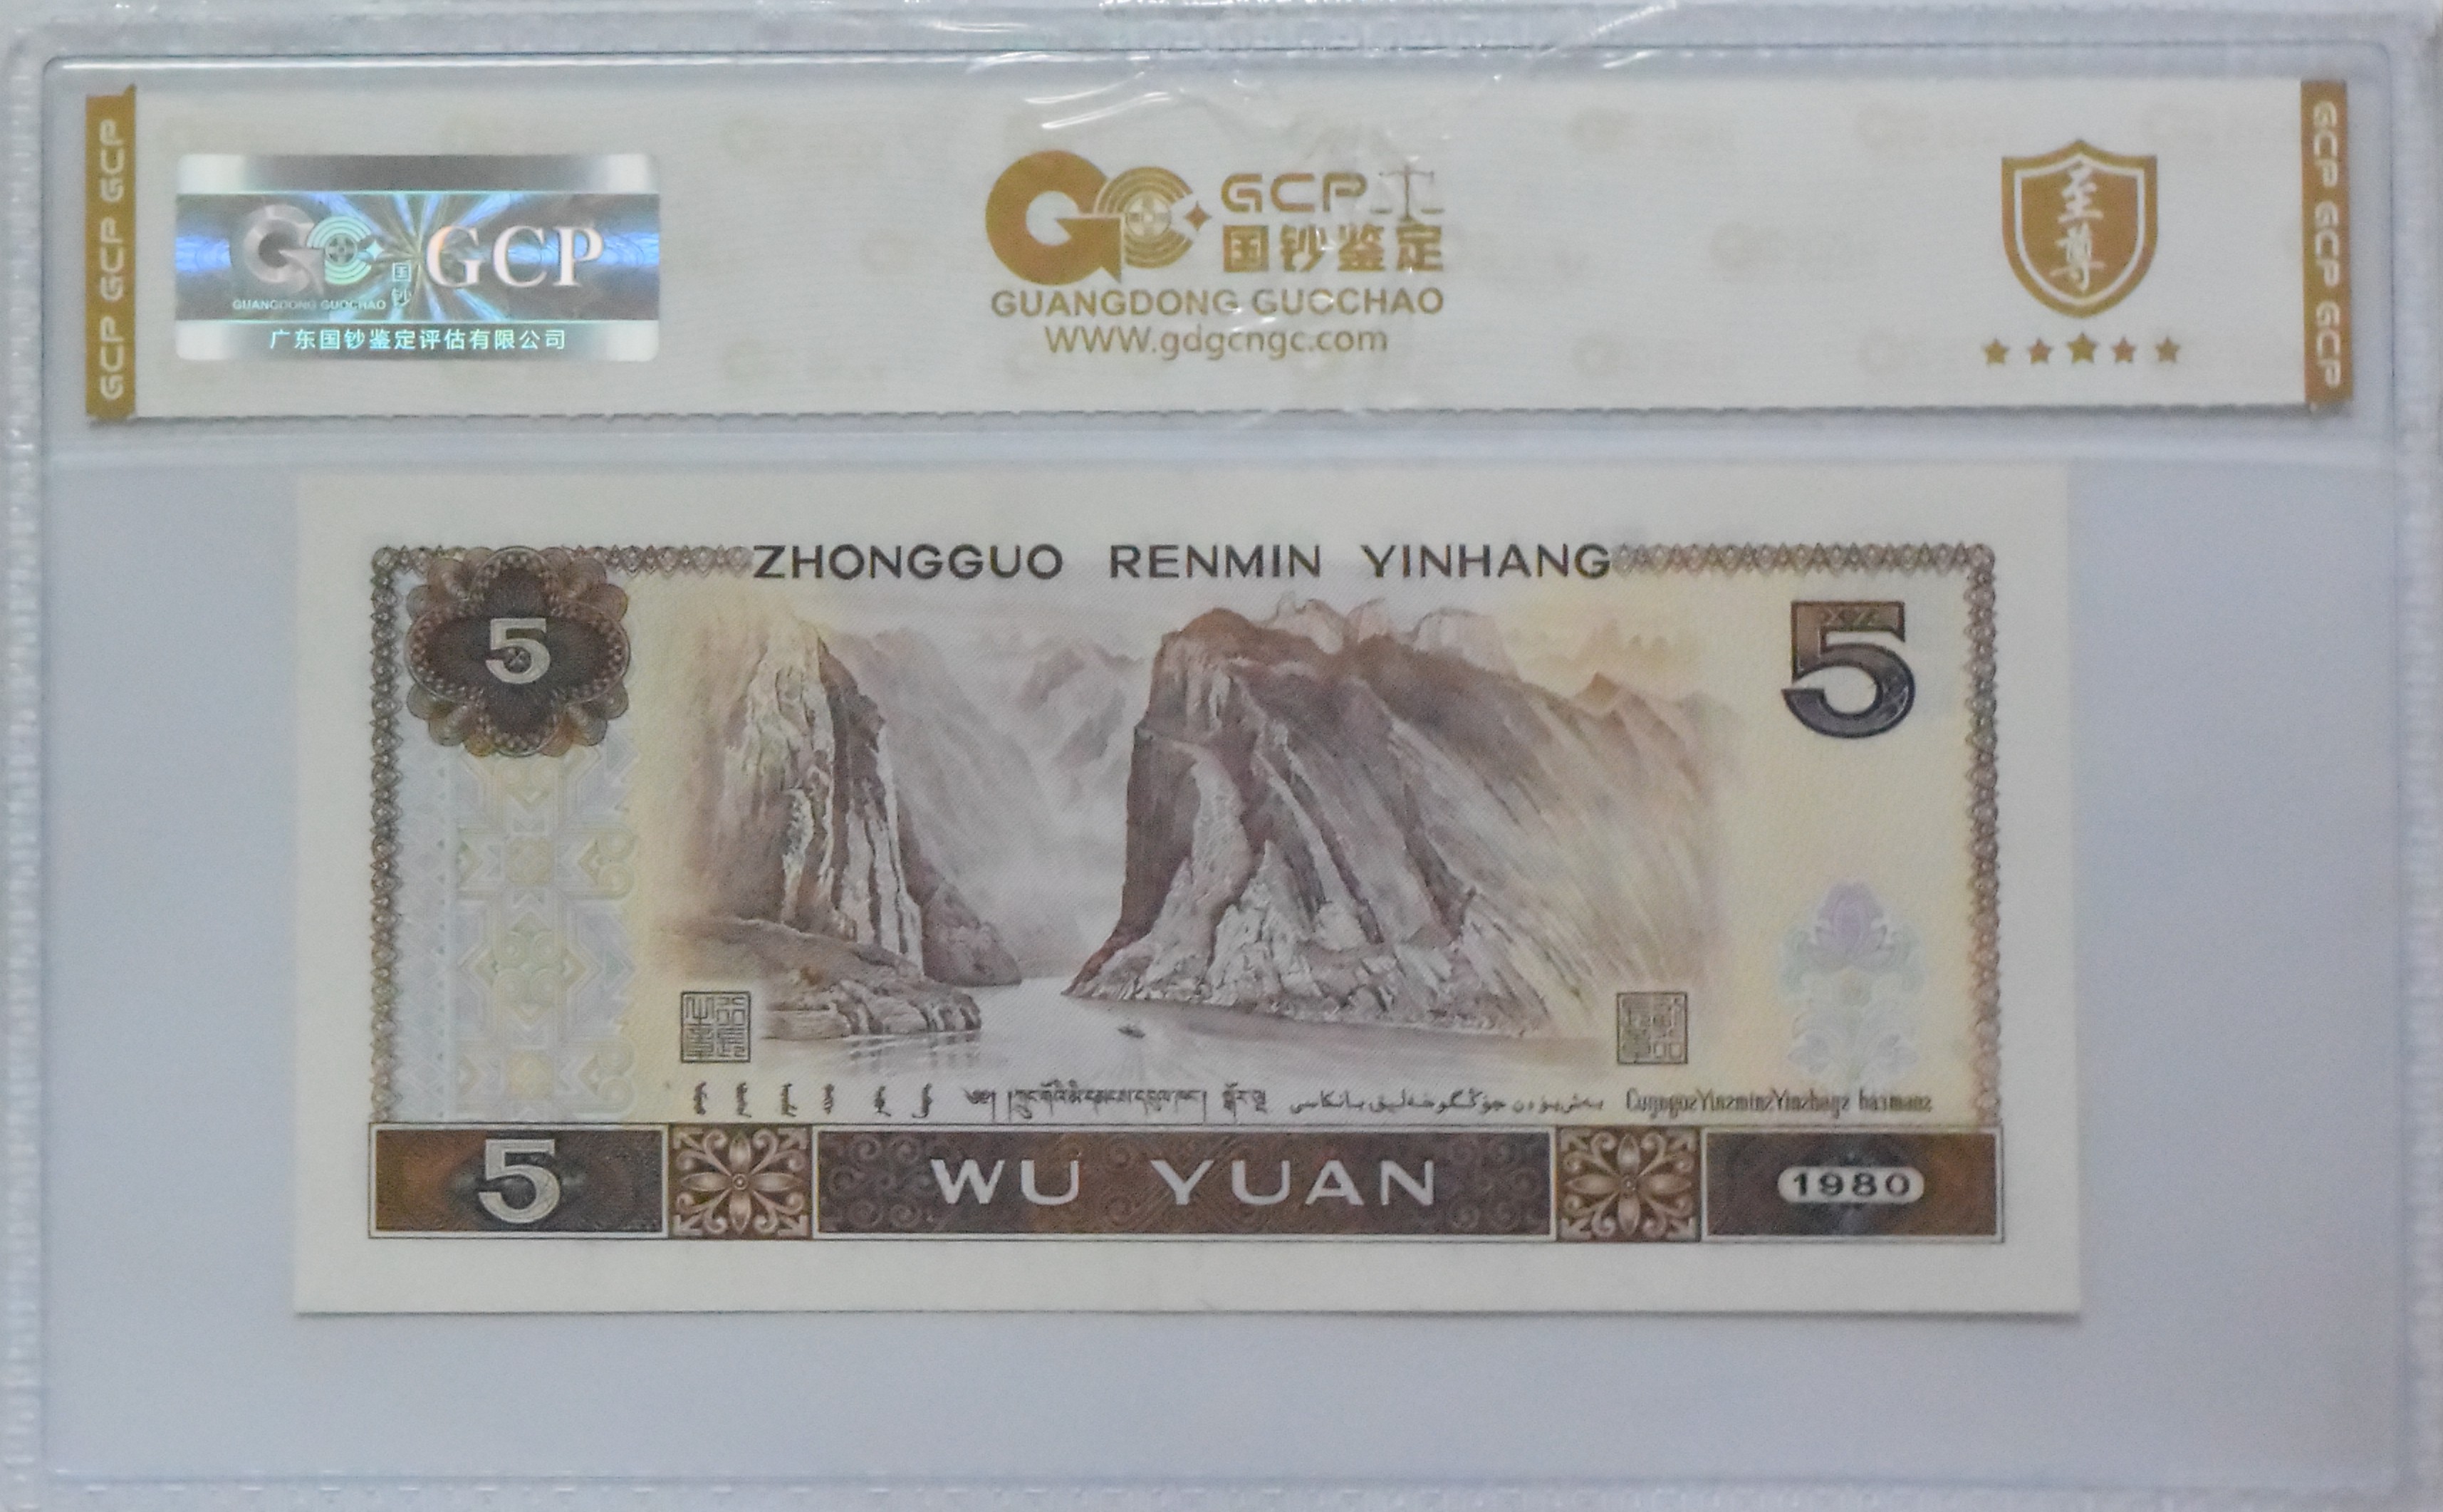 GCP GCP GCP
GCP
国钞
GUANGDONG GUOCHAO
广东国钞鉴定评估有限公司
GCP
国钞鉴定
GUANGDONG GUOCHAO
WWW.gdgcngc.com
至尊
GCP GCP GCP
ZHONGGUO RENMIN YINHANG
5
5
5
WU YUAN
1980